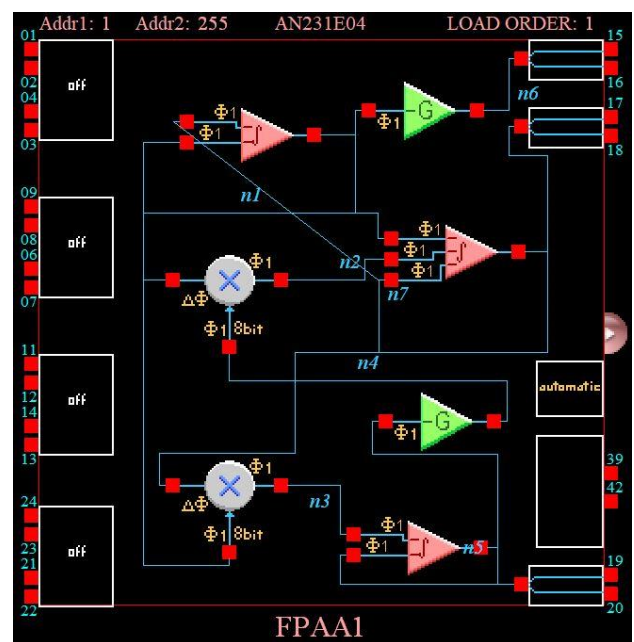 Addr1: 1 Addr2: 255 AN231E04 LOAD ORDER: 1
01
02
04
03
off
09
08
06
07
off
11
12
14
13
off
24
23
21
22
off
15
16
17
18
automatic
39
42
19
20
Φ1
Φ1
n1
Φ1
-G
n6
Φ1
Φ1
Φ1
n2
n7
Φ1
ΔΦ
Φ1 8bit
n4
Φ1
-G
Φ1
ΔΦ
Φ1 8bit
n3
Φ1
Φ1
n5
FPAA1